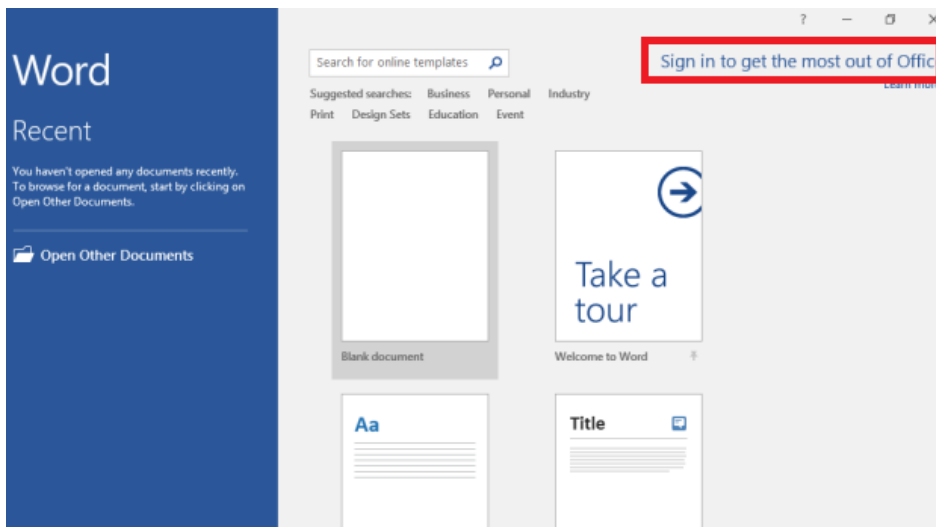 ?
Word
Search for online templates
Sign in to get the most out of Offic
Learn more
Suggested searches: Business Personal Industry
Print Design Sets Education Event
Recent
You haven't opened any documents recently.
To browse for a document, start by clicking on
Open Other Documents.
Open Other Documents
Take a
tour
Blank document
Welcome to Word
Aa
Title